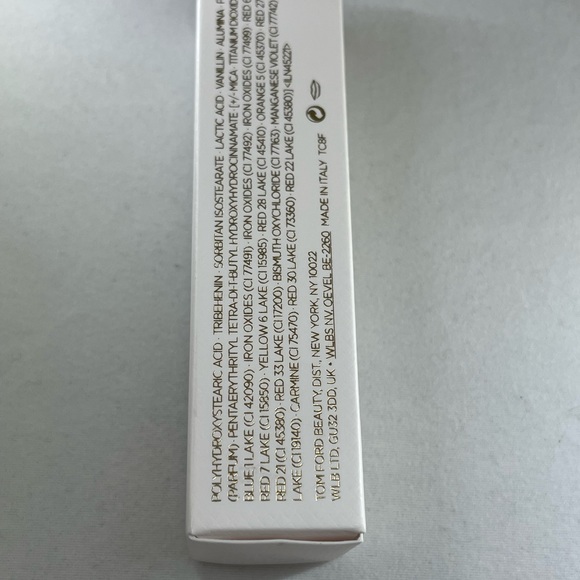 POLYHYDROXYSTEARIC ACID · TRIBEHENIN · SORBITAN ISOSTEARATE · LACTIC ACID · VANILLIN · ALUMINA ·
(PARFUM) · PENTAERYTHRITYL TETRA-DI-T-BUTYL HYDROXYHYDROCINNAMATE · [+/- MICA · TITANIUM DIOXIDE
BLUE 1 LAKE (CI 42090) · IRON OXIDES (CI 77491) · IRON OXIDES (CI 77492) · IRON OXIDES (CI 77499) · RED 6
RED 7 LAKE (CI 15850) · YELLOW 6 LAKE (CI 15985) · RED 28 LAKE (CI 45410) · ORANGE 5 (CI 45370) · RED 27
RED 21 (CI 45380) · RED 33 LAKE (CI 17200) · BISMUTH OXYCHLORIDE (CI 77163) · MANGANESE VIOLET (CI 77742)
LAKE (CI 19140) · CARMINE (CI 75470) · RED 30 LAKE (CI 73360) · RED 22 LAKE (CI 45380)] <ILN45221>
TOM FORD BEAUTY, DIST., NEW YORK, NY 10022
WLB LTD, GU32 3DD, UK • WLBS NV, OEVEL BE-2260 MADE IN ITALY TCBF